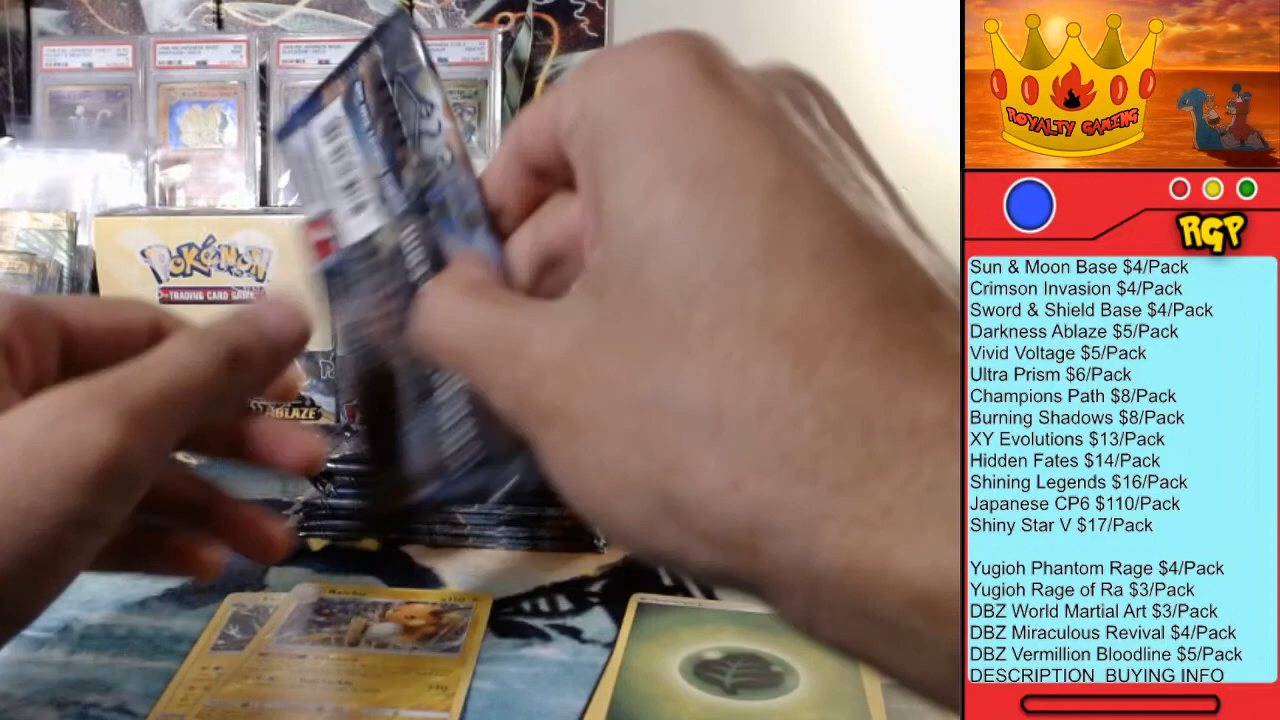 POKéMON
TRADING CARD GAME
ABLAZE
Raichu
ROYALTY GAMING
RGP
Sun & Moon Base $4/Pack
Crimson Invasion $4/Pack
Sword & Shield Base $4/Pack
Darkness Ablaze $5/Pack
Vivid Voltage $5/Pack
Ultra Prism $6/Pack
Champions Path $8/Pack
Burning Shadows $8/Pack
XY Evolutions $13/Pack
Hidden Fates $14/Pack
Shining Legends $16/Pack
Japanese CP6 $110/Pack
Shiny Star V $17/Pack
Yugioh Phantom Rage $4/Pack
Yugioh Rage of Ra $3/Pack
DBZ World Martial Art $3/Pack
DBZ Miraculous Revival $4/Pack
DBZ Vermillion Bloodline $5/Pack
DESCRIPTION BUYING INFO